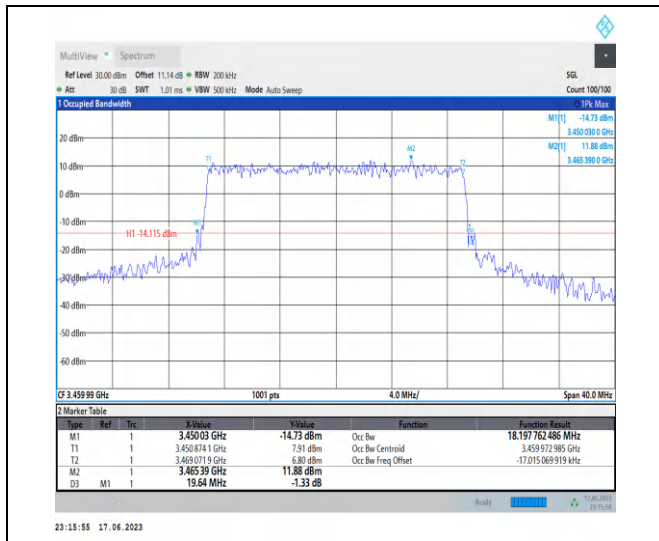 MultiView Spectrum
Ref Level 30.00 dBm Offset 11.14 dB RBW 200 kHz SGL
Att 30 dB SWT 1.01 ms VBW 500 kHz Mode Auto Sweep Count 100/100
1 Occupied Bandwidth 1Pk Max
M1[1] -14.73 dBm
3.450 030 0 GHz
20 dBm
M2[1] 11.88 dBm
3.465 390 0 GHz
M2
T1
T2
10 dBm
0 dBm
-10 dBm
M1
H1 -14.115 dBm
-20 dBm
-30 dBm
-40 dBm
-50 dBm
-60 dBm
CF 3.459 99 GHz 1001 pts 4.0 MHz/ Span 40.0 MHz
2 Marker Table
Type Ref Trc X-Value Y-Value Function Function Result
M1 1 3.450 03 GHz -14.73 dBm Occ Bw 18.197 762 486 MHz
T1 1 3.450 874 1 GHz 7.91 dBm Occ Bw Centroid 3.459 972 985 GHz
T2 1 3.469 071 9 GHz 6.80 dBm Occ Bw Freq Offset -17.015 069 919 kHz
M2 1 3.465 39 GHz 11.88 dBm
D3 M1 1 19.64 MHz -1.33 dB
Ready 17.06.2023
23:15:54
23:15:55 17.06.2023